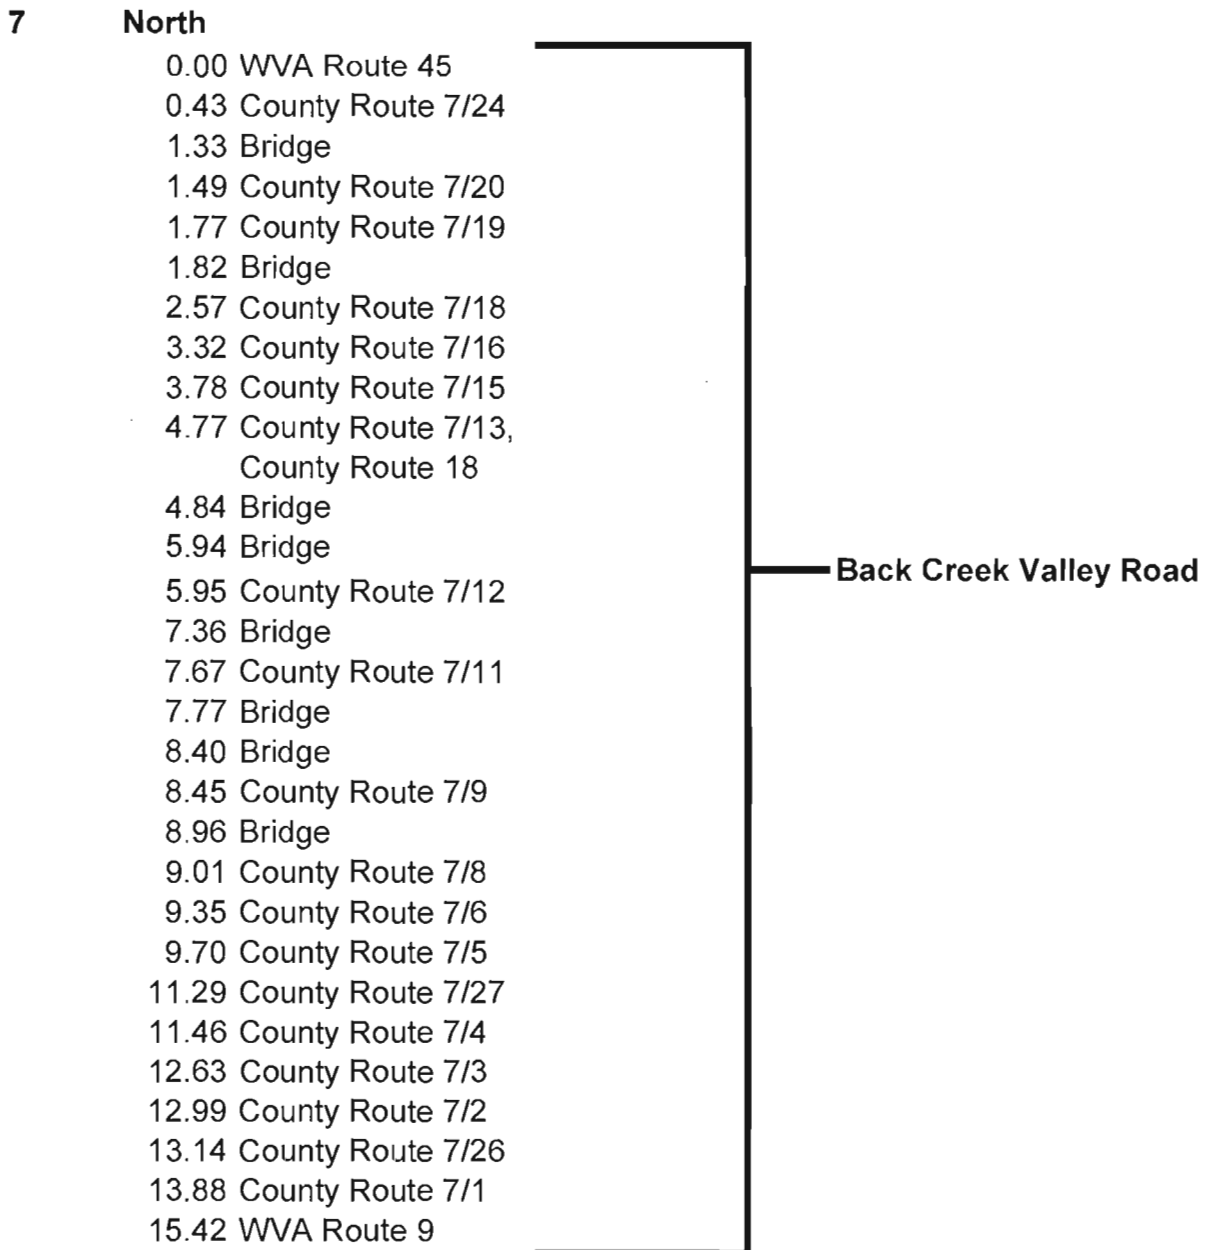 7 North
0.00 WVA Route 45
0.43 County Route 7/24
1.33 Bridge
1.49 County Route 7/20
1.77 County Route 7/19
1.82 Bridge
2.57 County Route 7/18
3.32 County Route 7/16
3.78 County Route 7/15
4.77 County Route 7/13,
County Route 18
4.84 Bridge
5.94 Bridge
Back Creek Valley Road
5.95 County Route 7/12
7.36 Bridge
7.67 County Route 7/11
7.77 Bridge
8.40 Bridge
8.45 County Route 7/9
8.96 Bridge
9.01 County Route 7/8
9.35 County Route 7/6
9.70 County Route 7/5
11.29 County Route 7/27
11.46 County Route 7/4
12.63 County Route 7/3
12.99 County Route 7/2
13.14 County Route 7/26
13.88 County Route 7/1
15.42 WVA Route 9